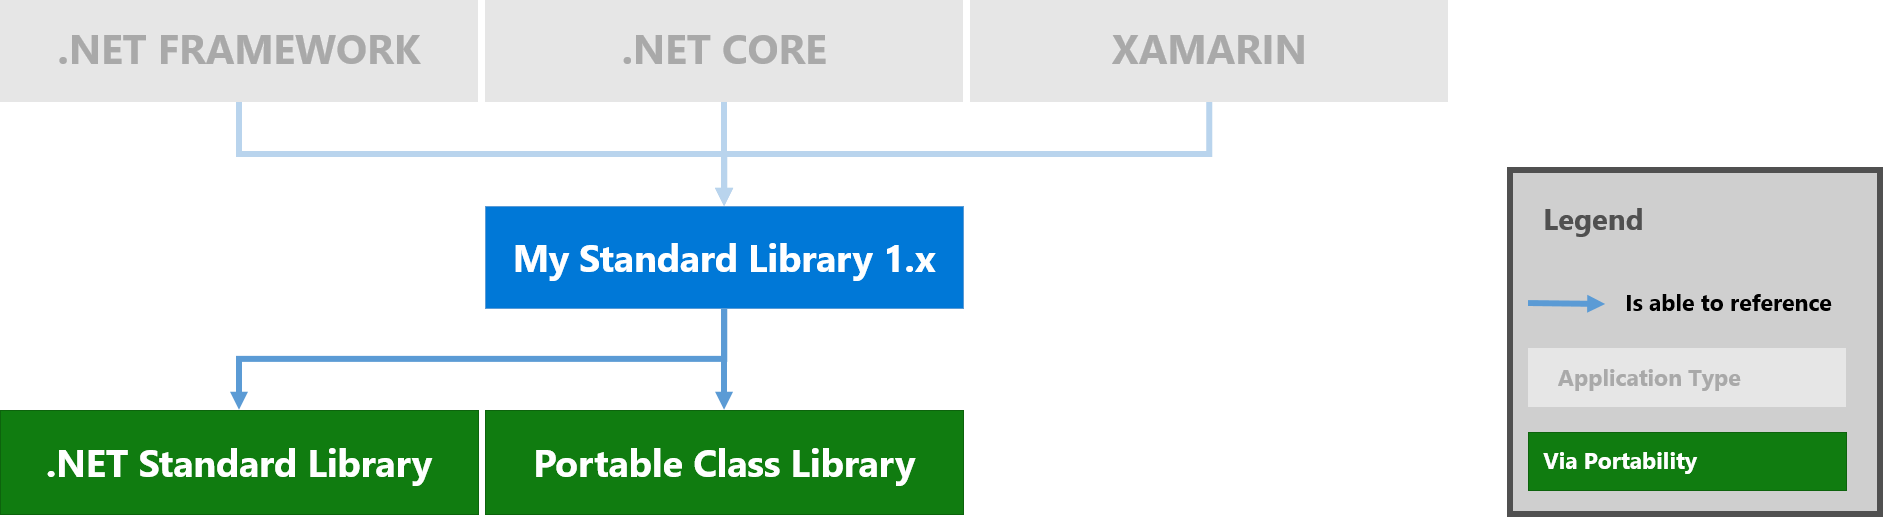 .NET FRAMEWORK
.NET CORE
XAMARIN
My Standard Library 1.x
.NET Standard Library
Portable Class Library
Legend
Is able to reference
Application Type
Via Portability